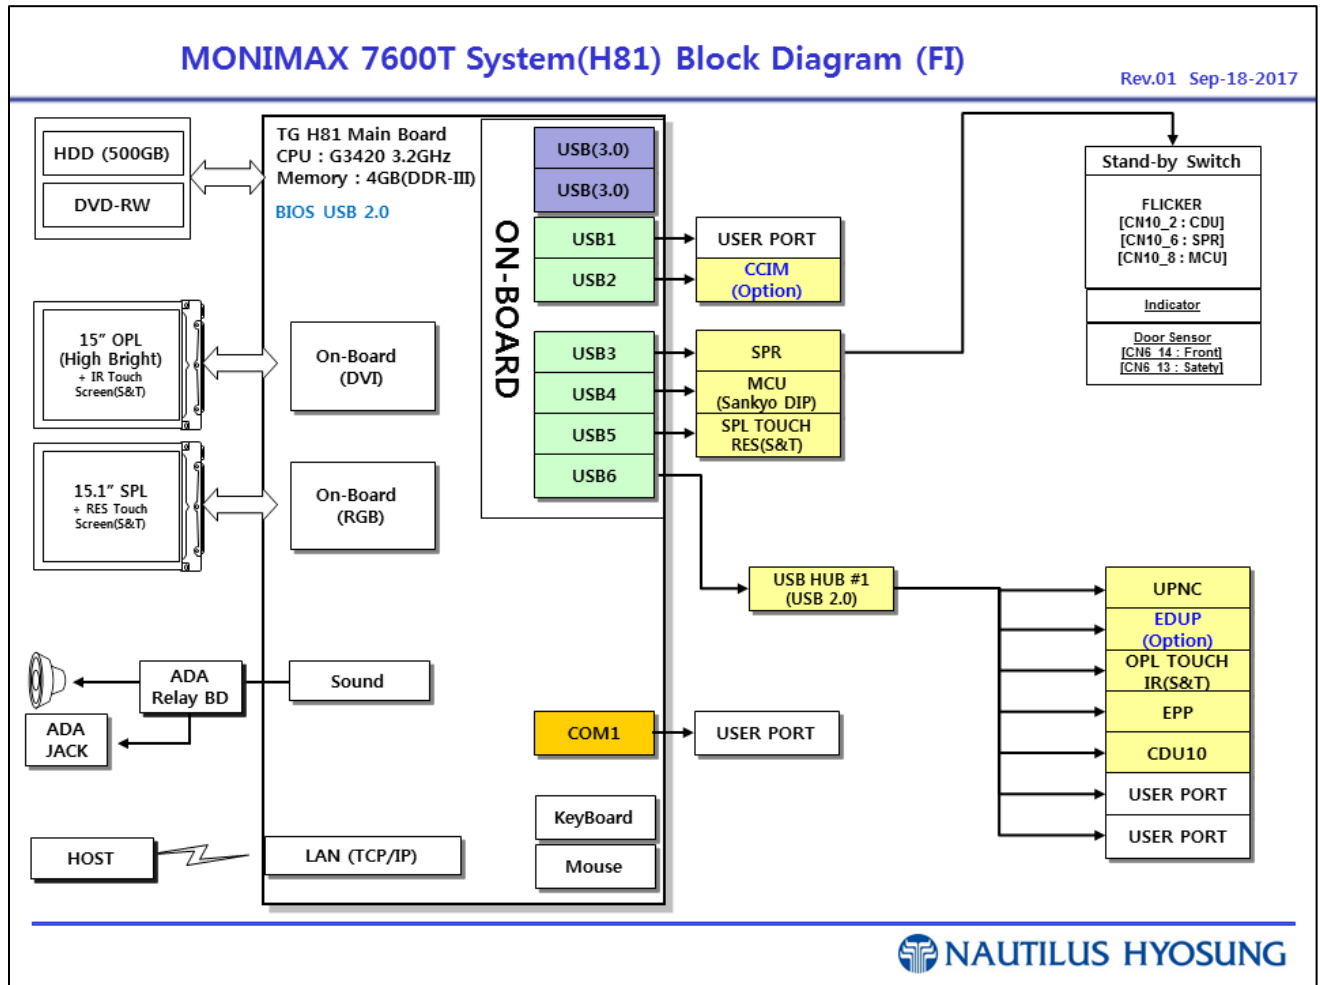 MONIMAX 7600T System(H81) Block Diagram (FI)
Rev.01 Sep-18-2017
HDD (500GB)
DVD-RW
TG H81 Main Board
CPU : G3420 3.2GHz
Memory : 4GB(DDR-III)
BIOS USB 2.0
ON-BOARD
USB(3.0)
USB(3.0)
USB1
USB2
USB3
USB4
USB5
USB6
USER PORT
CCIM
(Option)
SPR
MCU
(Sankyo DIP)
SPL TOUCH
RES(S&T)
Stand-by Switch
FLICKER
[CN10_2 : CDU]
[CN10_6 : SPR]
[CN10_8 : MCU]
Indicator
Door Sensor
[CN6_14 : Front]
[CN6_13 : Satety]
15” OPL
(High Bright)
+ IR Touch
Screen(S&T)
On-Board
(DVI)
15.1” SPL
+ RES Touch
Screen(S&T)
On-Board
(RGB)
USB HUB #1
(USB 2.0)
UPNC
EDUP
(Option)
OPL TOUCH
IR(S&T)
EPP
CDU10
USER PORT
USER PORT
ADA
Relay BD
Sound
ADA
JACK
COM1
USER PORT
KeyBoard
Mouse
HOST
LAN (TCP/IP)
NAUTILUS HYOSUNG